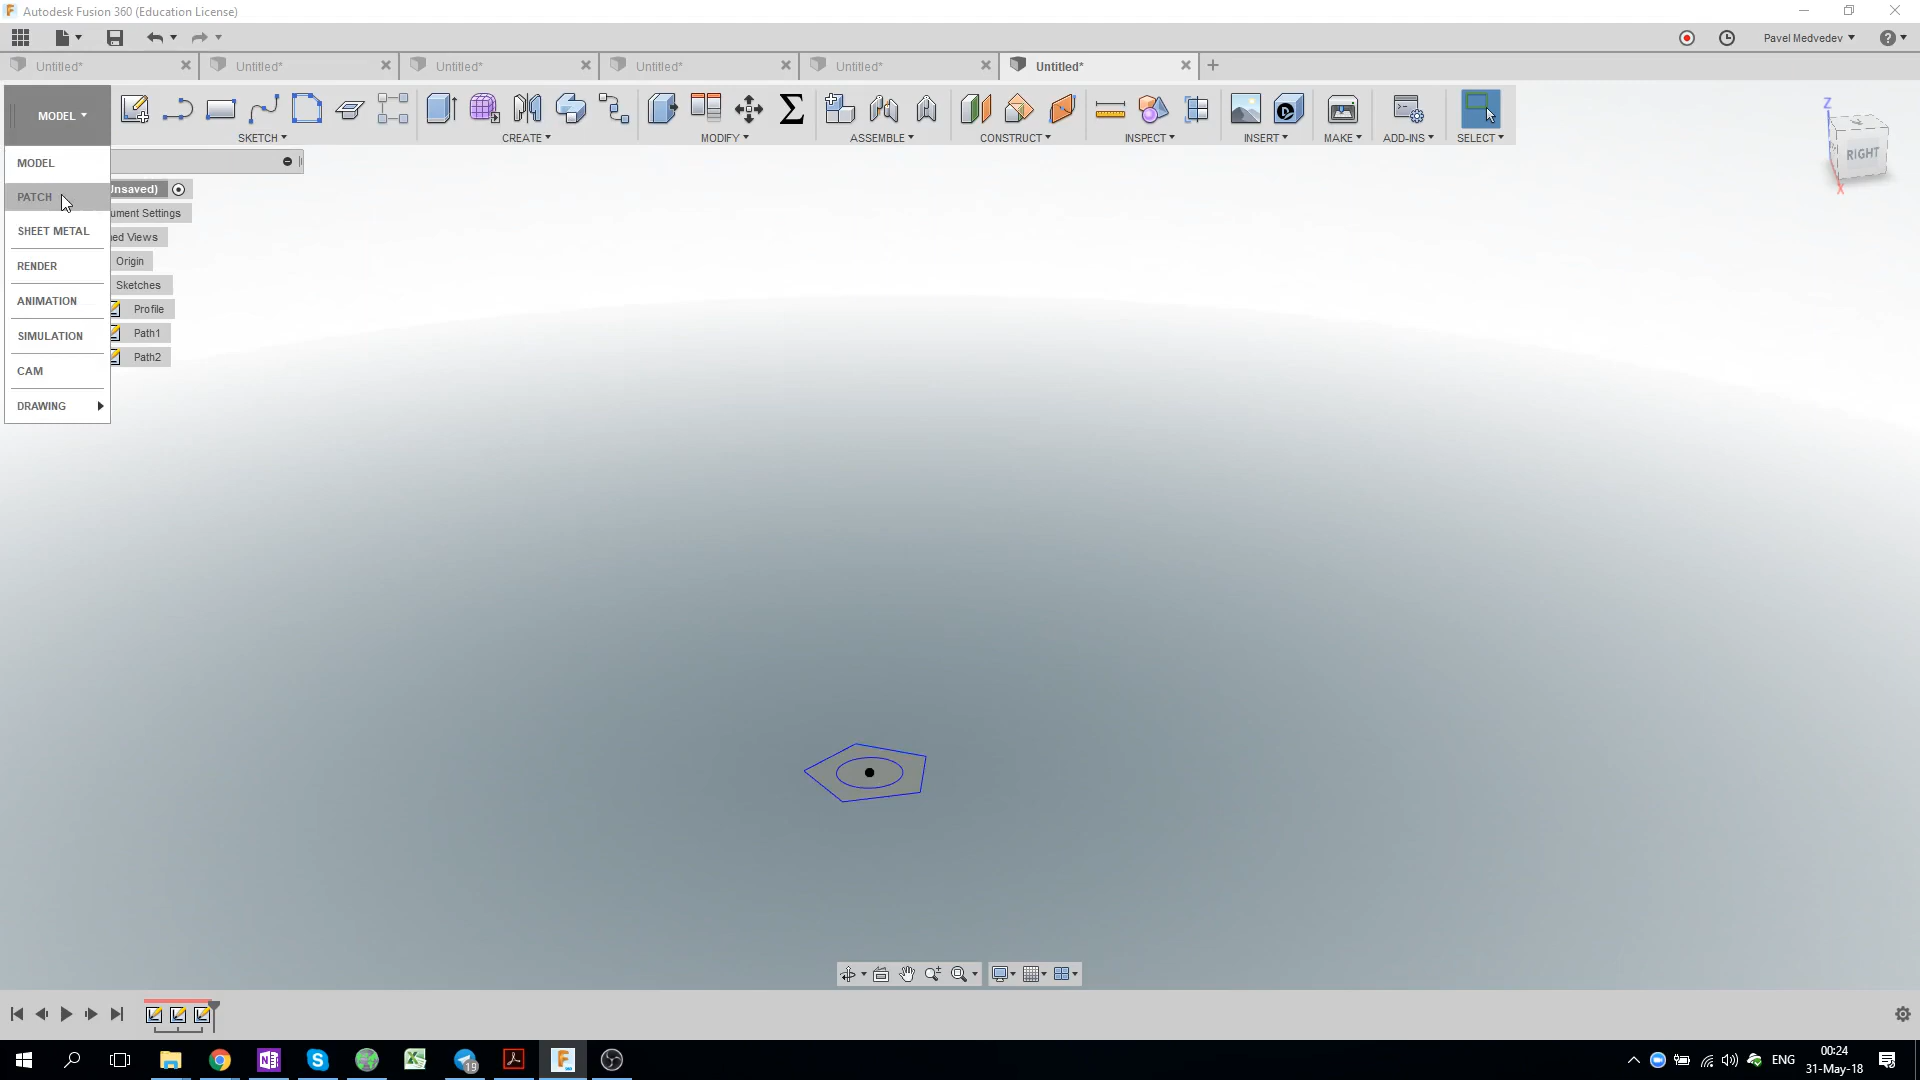 Autodesk Fusion 360 (Education License)
Pavel Medvedev
Untitled*
Untitled*
Untitled*
Untitled*
Untitled*
Untitled*
MODEL
SKETCH
CREATE
MODIFY
ASSEMBLE
CONSTRUCT
INSPECT
INSERT
MAKE
ADD-INS
SELECT
MODEL
PATCH
SHEET METAL
RENDER
ANIMATION
SIMULATION
CAM
DRAWING
Unsaved)
ument Settings
ed Views
Origin
Sketches
Profile
Path1
Path2
Z
RIGHT
X
19
ENG
00:24
31-May-18